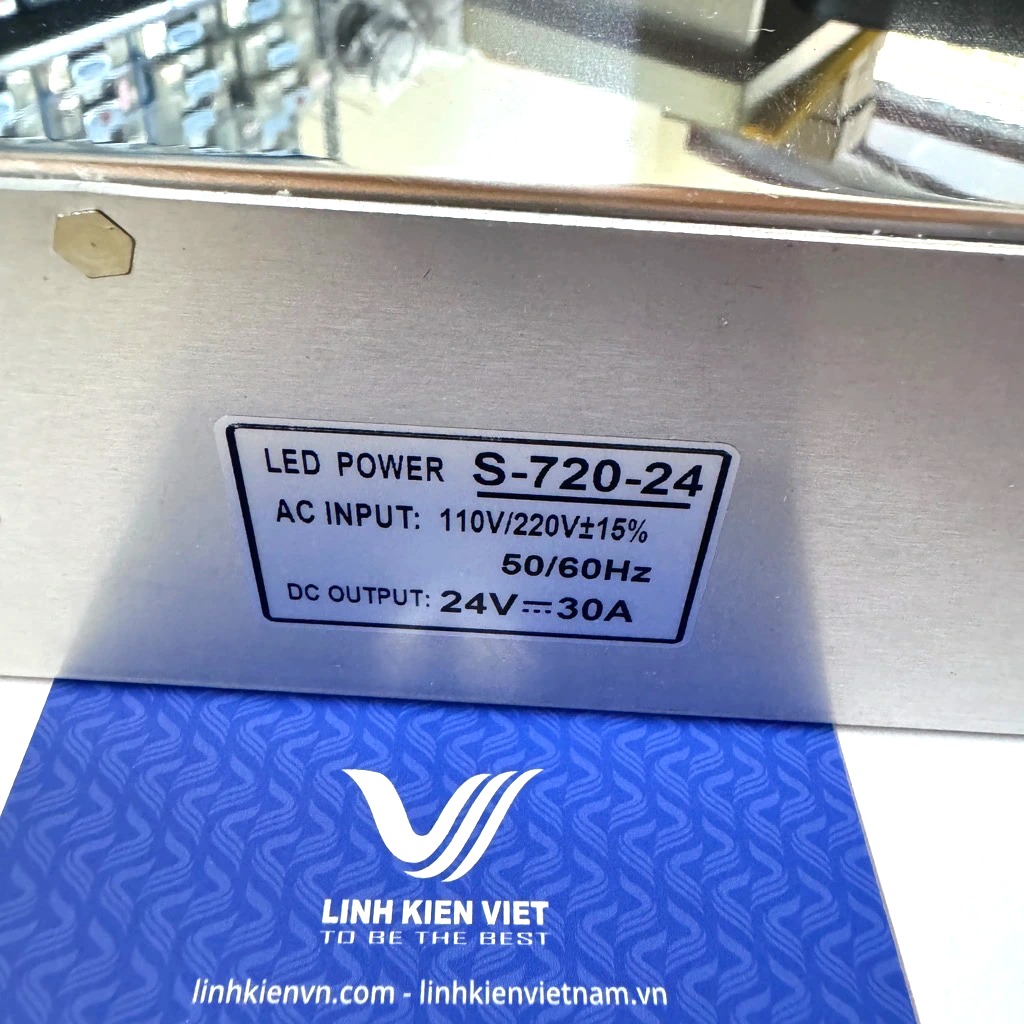 LED POWER S-720-24
AC INPUT: 110V/220V±15%
50/60Hz
DC OUTPUT: 24V⎓30A
LINH KIEN VIET
TO BE THE BEST
linhkienvn.com - linhkienvietnam.vn